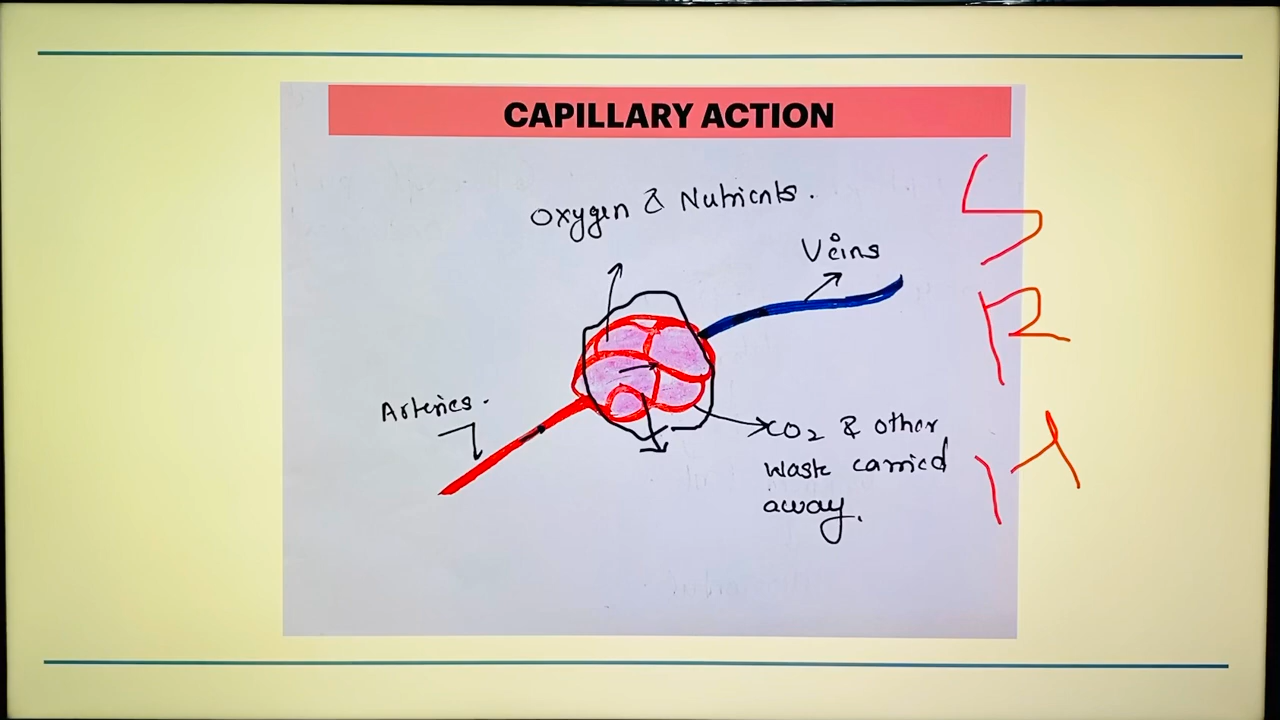 CAPILLARY ACTION
Oxygen & Nutrients.
Veins
Arteries.
CO2 & other
waste carried
away.
S
R